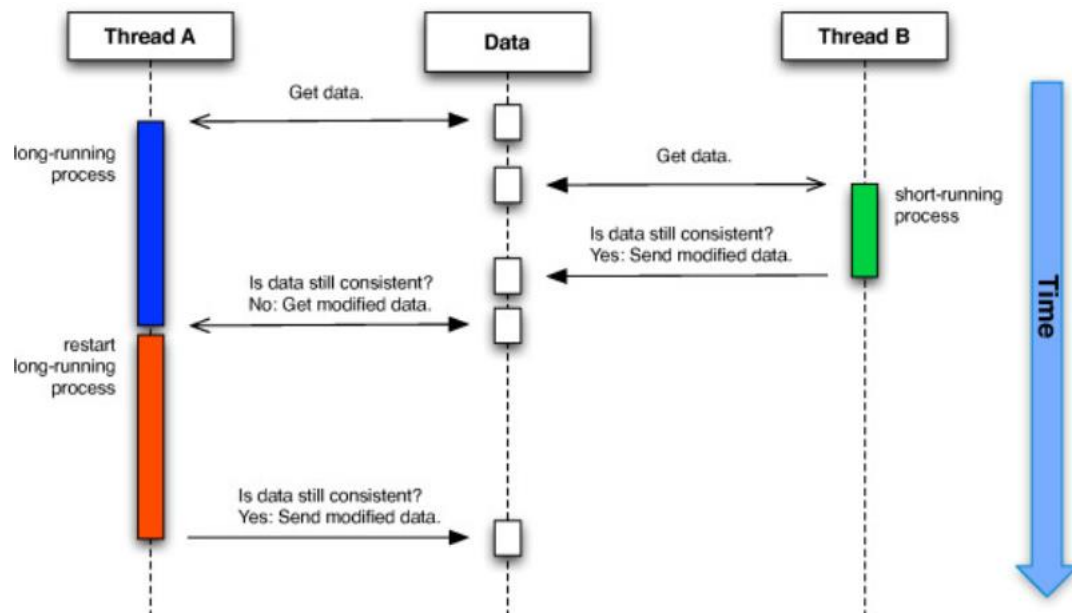 Thread A
Data
Thread B
Get data.
long-running
process
Get data.
short-running
process
Is data still consistent?
Yes: Send modified data.
Is data still consistent?
No: Get modified data.
restart
long-running
process
Is data still consistent?
Yes: Send modified data.
Time